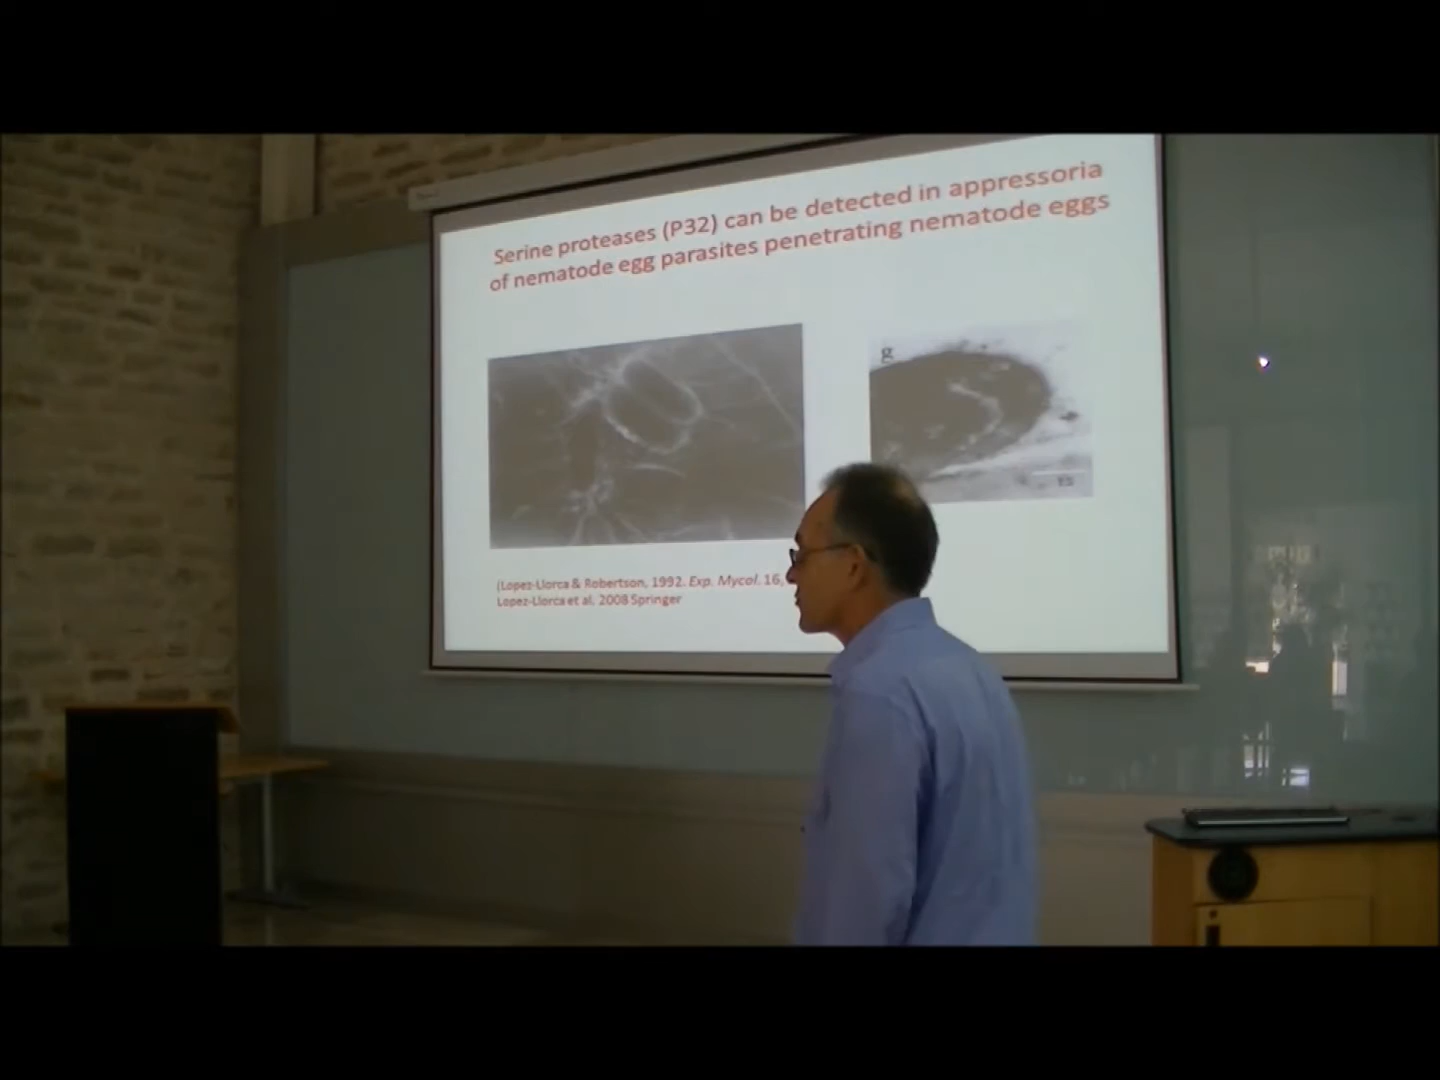 Serine proteases (P32) can be detected in appressoria
of nematode egg parasites penetrating nematode eggs
g
(Lopez-Llorca & Robertson, 1992. Exp. Mycol. 16,
Lopez-Llorca et al. 2008 Springer